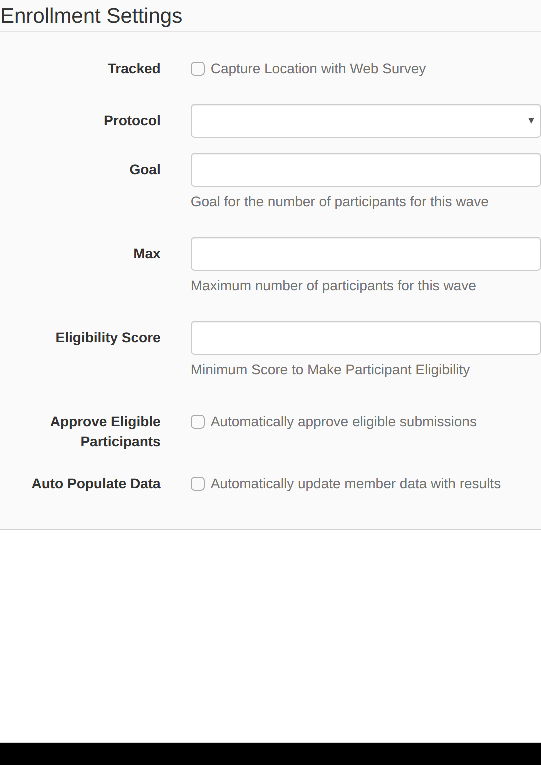 Enrollment Settings
Tracked
Capture Location with Web Survey
Protocol
Goal
Goal for the number of participants for this wave
Max
Maximum number of participants for this wave
Eligibility Score
Minimum Score to Make Participant Eligibility
Approve Eligible
Participants
Automatically approve eligible submissions
Auto Populate Data
Automatically update member data with results